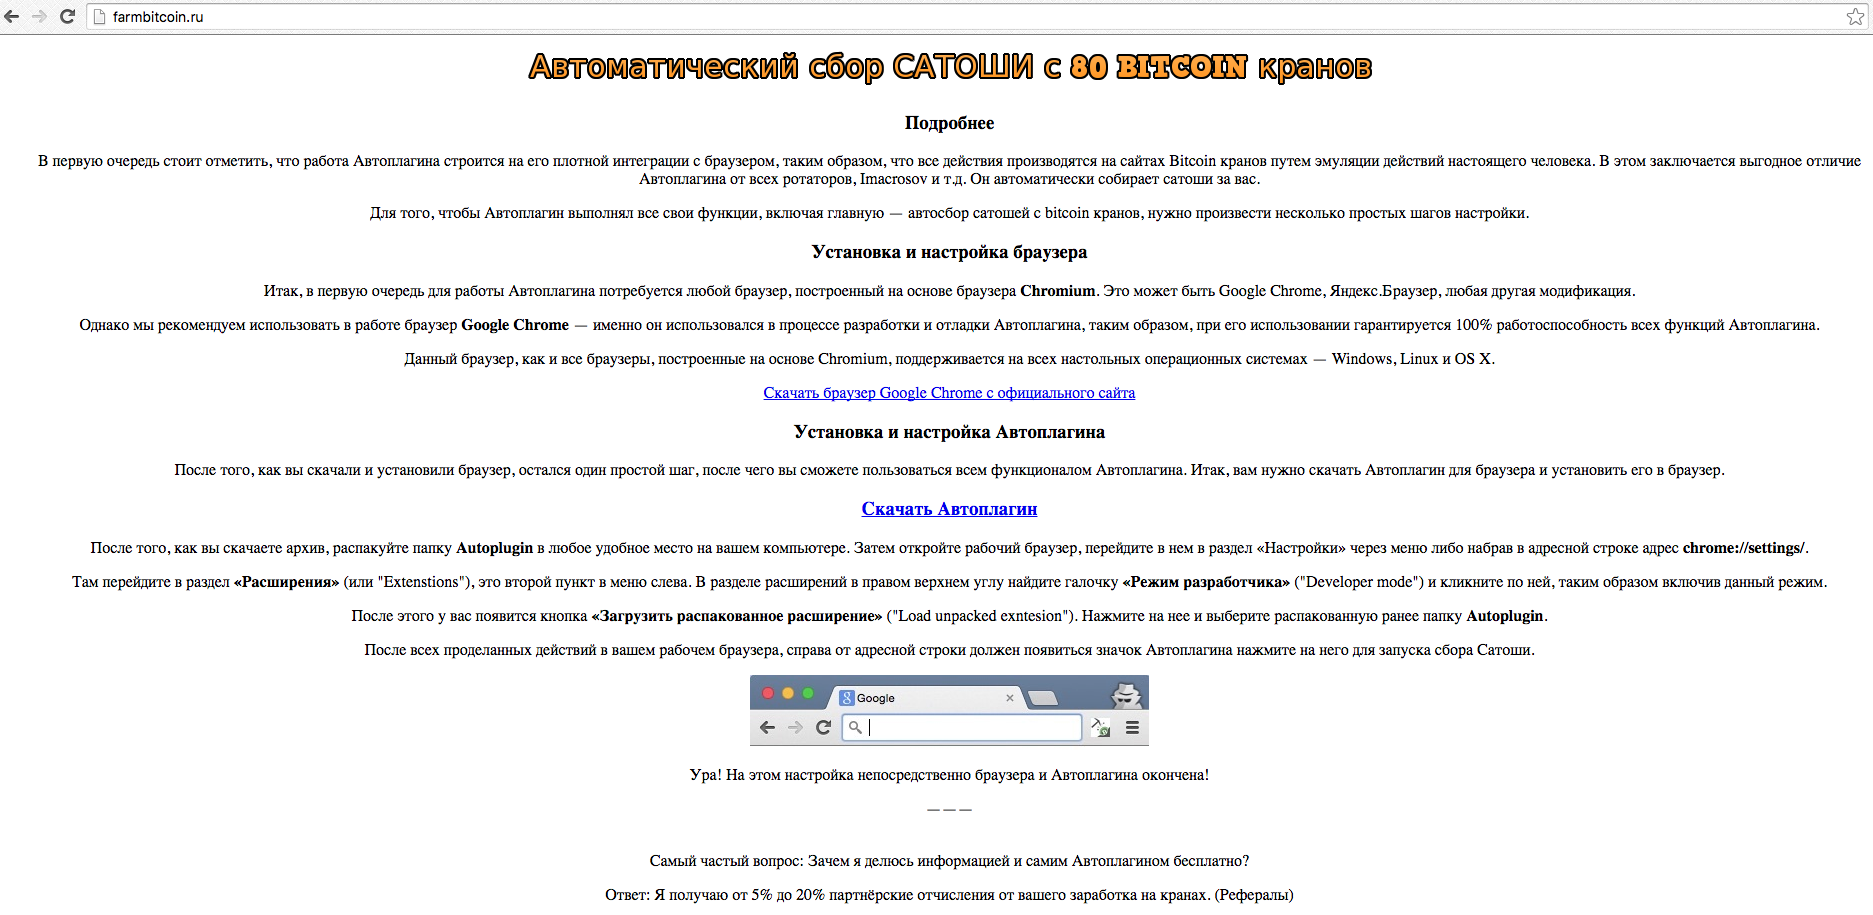 farmbitcoin.ru
Автоматический сбор САТОШИ с 80 BITCOIN кранов
Подробнее
В первую очередь стоит отметить, что работа Автоплагина строится на его плотной интеграции с браузером, таким образом, что все действия производятся на сайтах Bitcoin кранов путем эмуляции действий настоящего человека. В этом заключается выгодное отличие
Автоплагина от всех ротаторов, Imacrosov и т.д. Он автоматически собирает сатоши за вас.
Для того, чтобы Автоплагин выполнял все свои функции, включая главную — автосбор сатошей с bitcoin кранов, нужно произвести несколько простых шагов настройки.
Установка и настройка браузера
Итак, в первую очередь для работы Автоплагина потребуется любой браузер, построенный на основе браузера Chromium. Это может быть Google Chrome, Яндекс.Браузер, любая другая модификация.
Однако мы рекомендуем использовать в работе браузер Google Chrome — именно он использовался в процессе разработки и отладки Автоплагина, таким образом, при его использовании гарантируется 100% работоспособность всех функций Автоплагина.
Данный браузер, как и все браузеры, построенные на основе Chromium, поддерживается на всех настольных операционных системах — Windows, Linux и OS X.
Скачать браузер Google Chrome с официального сайта
Установка и настройка Автоплагина
После того, как вы скачали и установили браузер, остался один простой шаг, после чего вы сможете пользоваться всем функционалом Автоплагина. Итак, вам нужно скачать Автоплагин для браузера и установить его в браузер.
Скачать Автоплагин
После того, как вы скачаете архив, распакуйте папку Autoplugin в любое удобное место на вашем компьютере. Затем откройте рабочий браузер, перейдите в нем в раздел «Настройки» через меню либо набрав в адресной строке адрес chrome://settings/.
Там перейдите в раздел «Расширения» (или "Extenstions"), это второй пункт в меню слева. В разделе расширений в правом верхнем углу найдите галочку «Режим разработчика» ("Developer mode") и кликните по ней, таким образом включив данный режим.
После этого у вас появится кнопка «Загрузить распакованное расширение» ("Load unpacked exntesion"). Нажмите на нее и выберите распакованную ранее папку Autoplugin.
После всех проделанных действий в вашем рабочем браузера, справа от адресной строки должен появиться значок Автоплагина нажмите на него для запуска сбора Сатоши.
Google
Ура! На этом настройка непосредственно браузера и Автоплагина окончена!
— — —
Самый частый вопрос: Зачем я делюсь информацией и самим Автоплагином бесплатно?
Ответ: Я получаю от 5% до 20% партнёрские отчисления от вашего заработка на кранах. (Рефералы)